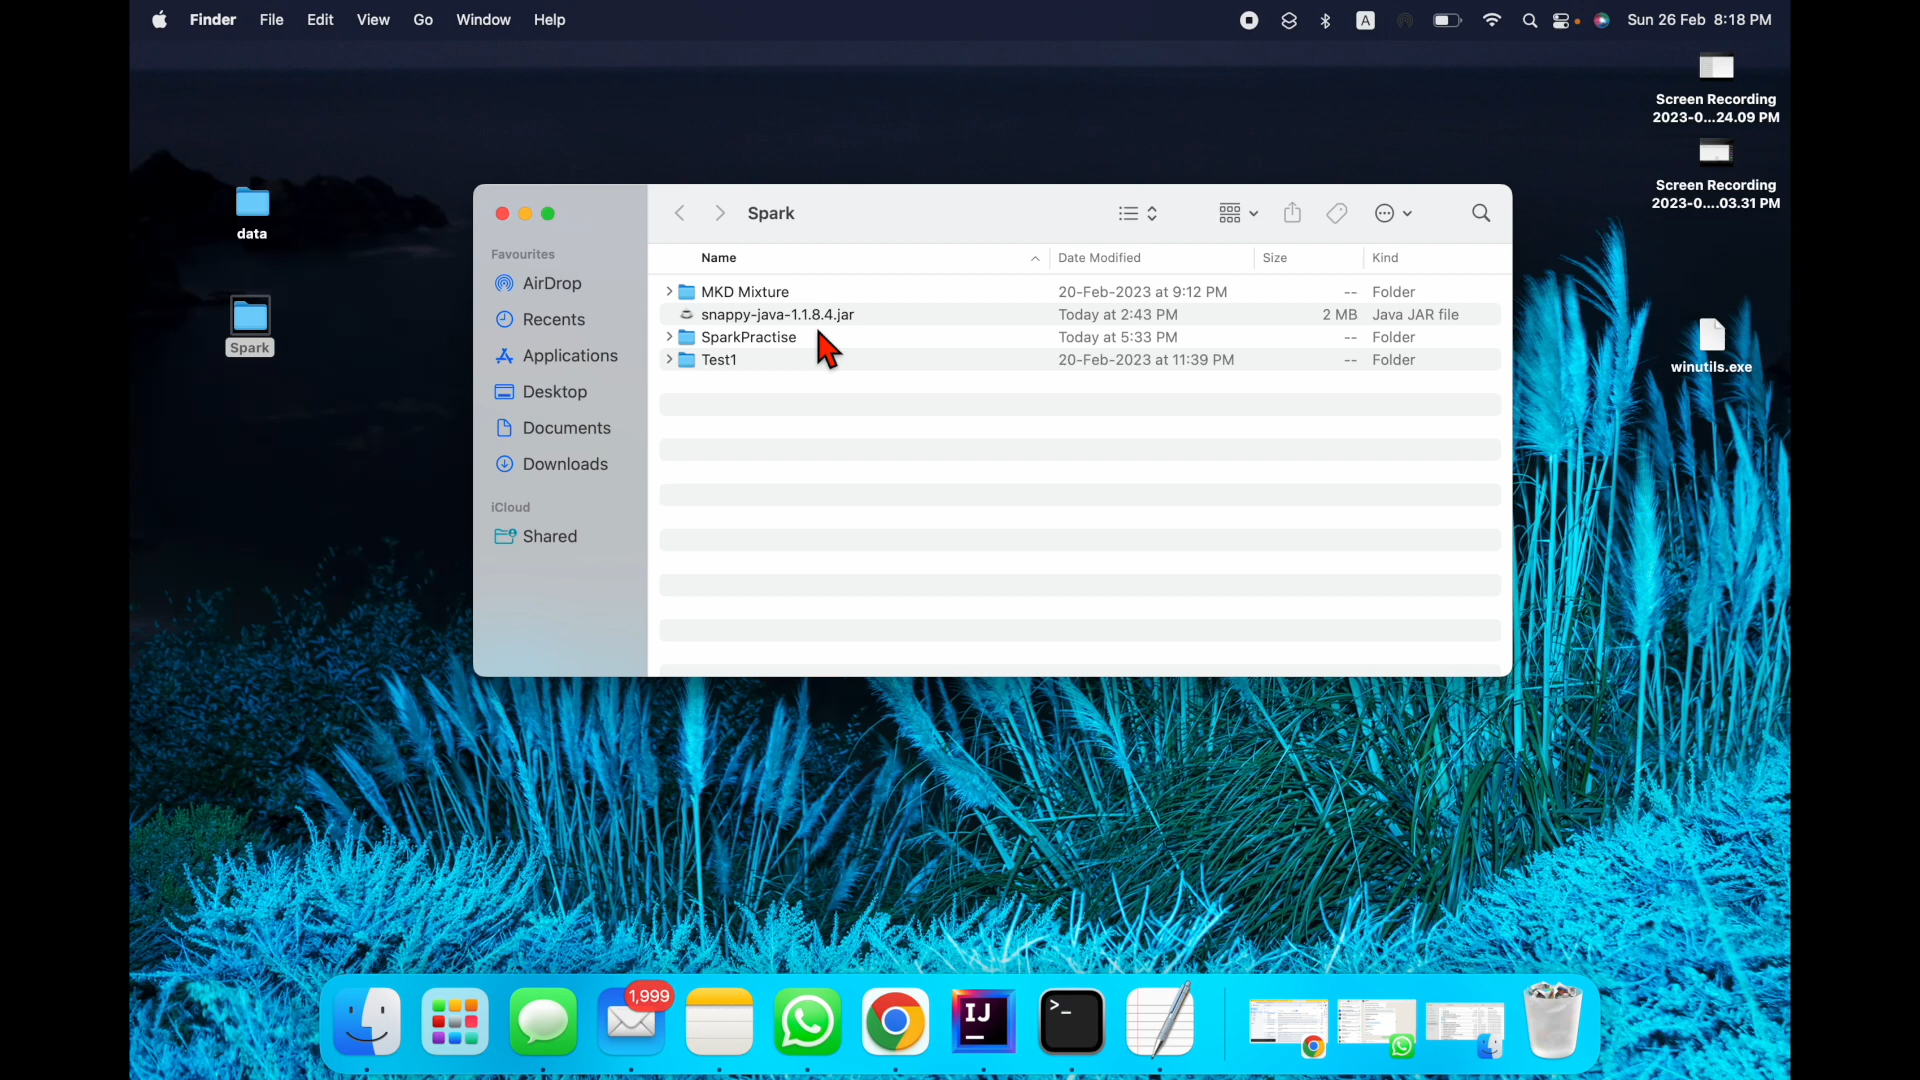 Finder File Edit View Go Window Help A Sun 26 Feb 8:18 PM
Screen Recording
2023-0...24.09 PM
Screen Recording
2023-0....03.31 PM
data
Spark
winutils.exe
Spark
Favourites
AirDrop
Recents
Applications
Desktop
Documents
Downloads
iCloud
Shared
Name Date Modified Size Kind
MKD Mixture 20-Feb-2023 at 9:12 PM -- Folder
snappy-java-1.1.8.4.jar Today at 2:43 PM 2 MB Java JAR file
SparkPractise Today at 5:33 PM -- Folder
Test1 20-Feb-2023 at 11:39 PM -- Folder
1,999
IJ
>_